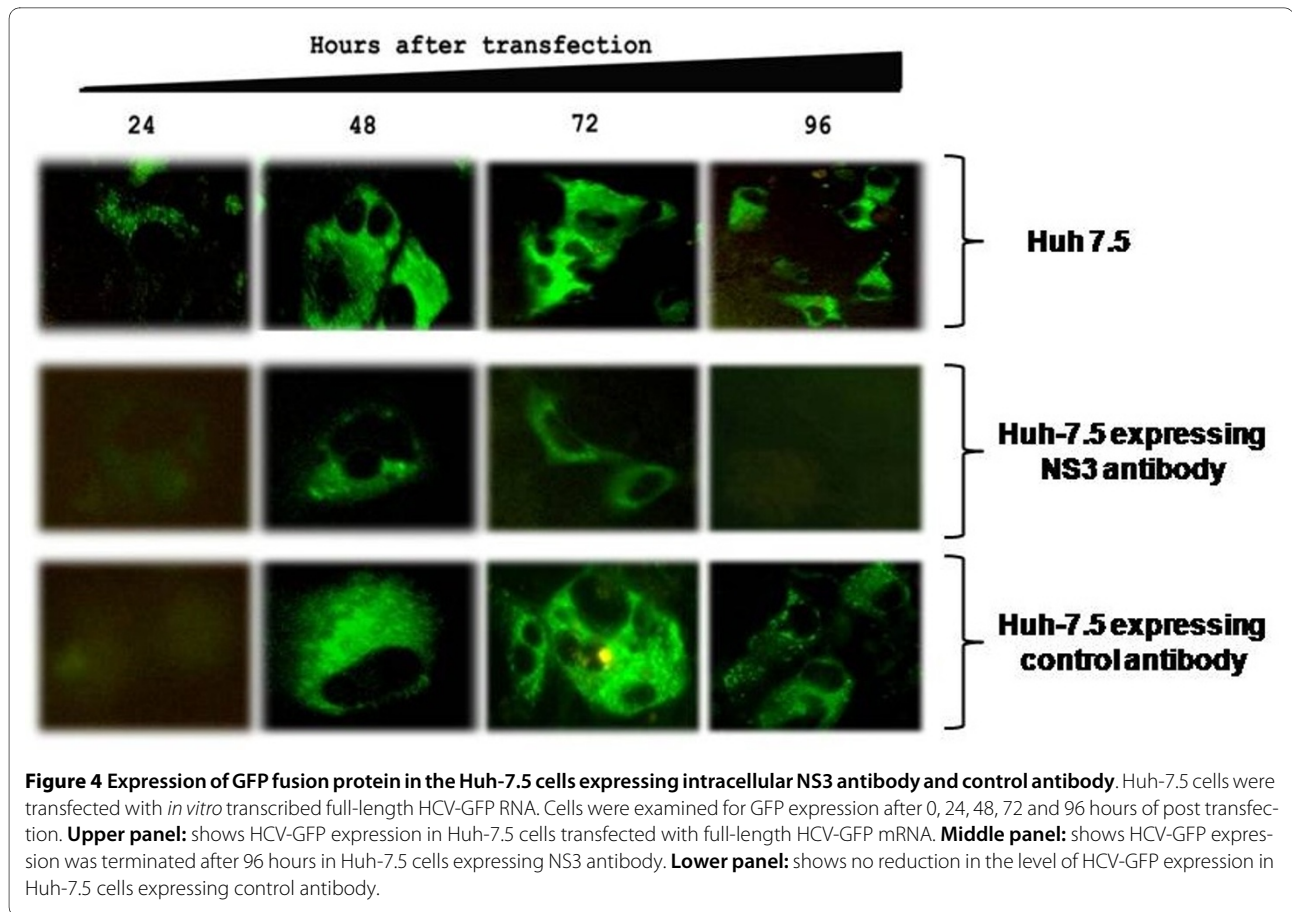 Hours after transfection
24 48 72 96
Huh 7.5
Huh-7.5 expressing
NS3 antibody
Huh-7.5 expressing
control antibody
Figure 4 Expression of GFP fusion protein in the Huh-7.5 cells expressing intracellular NS3 antibody and control antibody. Huh-7.5 cells were
transfected with in vitro transcribed full-length HCV-GFP RNA. Cells were examined for GFP expression after 0, 24, 48, 72 and 96 hours of post transfec-
tion. Upper panel: shows HCV-GFP expression in Huh-7.5 cells transfected with full-length HCV-GFP mRNA. Middle panel: shows HCV-GFP expres-
sion was terminated after 96 hours in Huh-7.5 cells expressing NS3 antibody. Lower panel: shows no reduction in the level of HCV-GFP expression in
Huh-7.5 cells expressing control antibody.